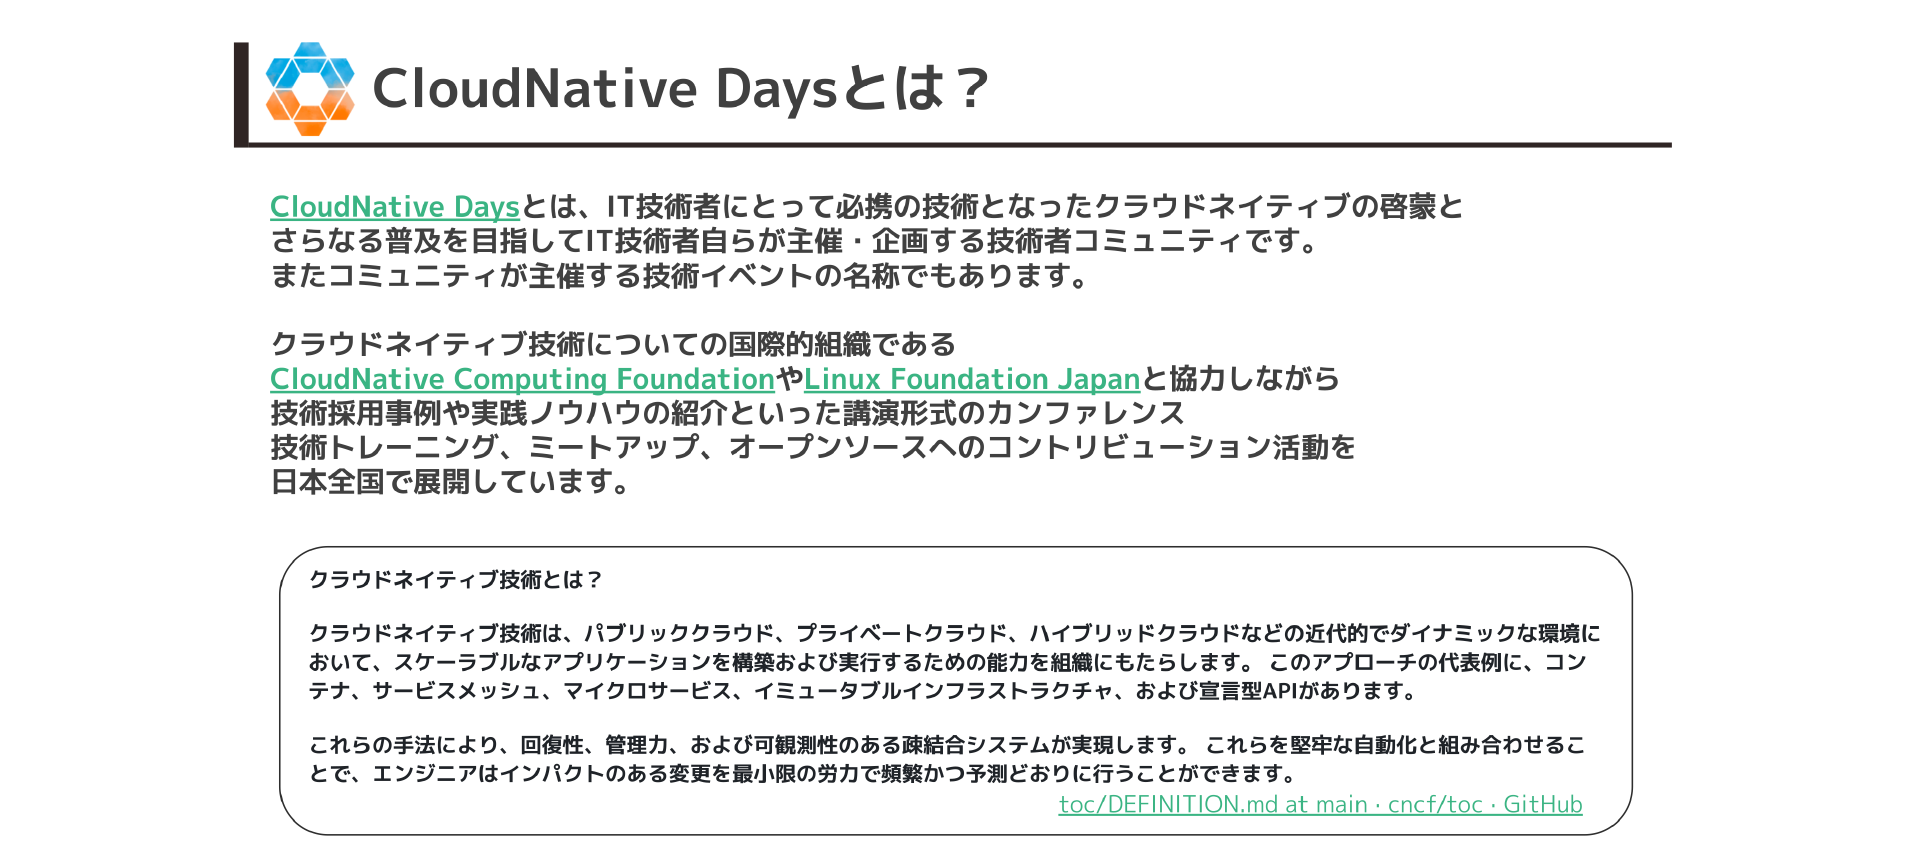 CloudNative Daysとは？
CloudNative Daysとは、IT技術者にとって必携の技術となったクラウドネイティブの啓蒙と
さらなる普及を目指してIT技術者自らが主催・企画する技術者コミュニティです。
またコミュニティが主催する技術イベントの名称でもあります。
クラウドネイティブ技術についての国際的組織である
CloudNative Computing FoundationやLinux Foundation Japanと協力しながら
技術採用事例や実践ノウハウの紹介といった講演形式のカンファレンス
技術トレーニング、ミートアップ、オープンソースへのコントリビューション活動を
日本全国で展開しています。
クラウドネイティブ技術とは？
クラウドネイティブ技術は、パブリッククラウド、プライベートクラウド、ハイブリッドクラウドなどの近代的でダイナミックな環境に
おいて、スケーラブルなアプリケーションを構築および実行するための能力を組織にもたらします。 このアプローチの代表例に、コン
テナ、サービスメッシュ、マイクロサービス、イミュータブルインフラストラクチャ、および宣言型APIがあります。
これらの手法により、回復性、管理力、および可観測性のある疎結合システムが実現します。 これらを堅牢な自動化と組み合わせるこ
とで、エンジニアはインパクトのある変更を最小限の労力で頻繁かつ予測どおりに行うことができます。
toc/DEFINITION.md at main · cncf/toc · GitHub